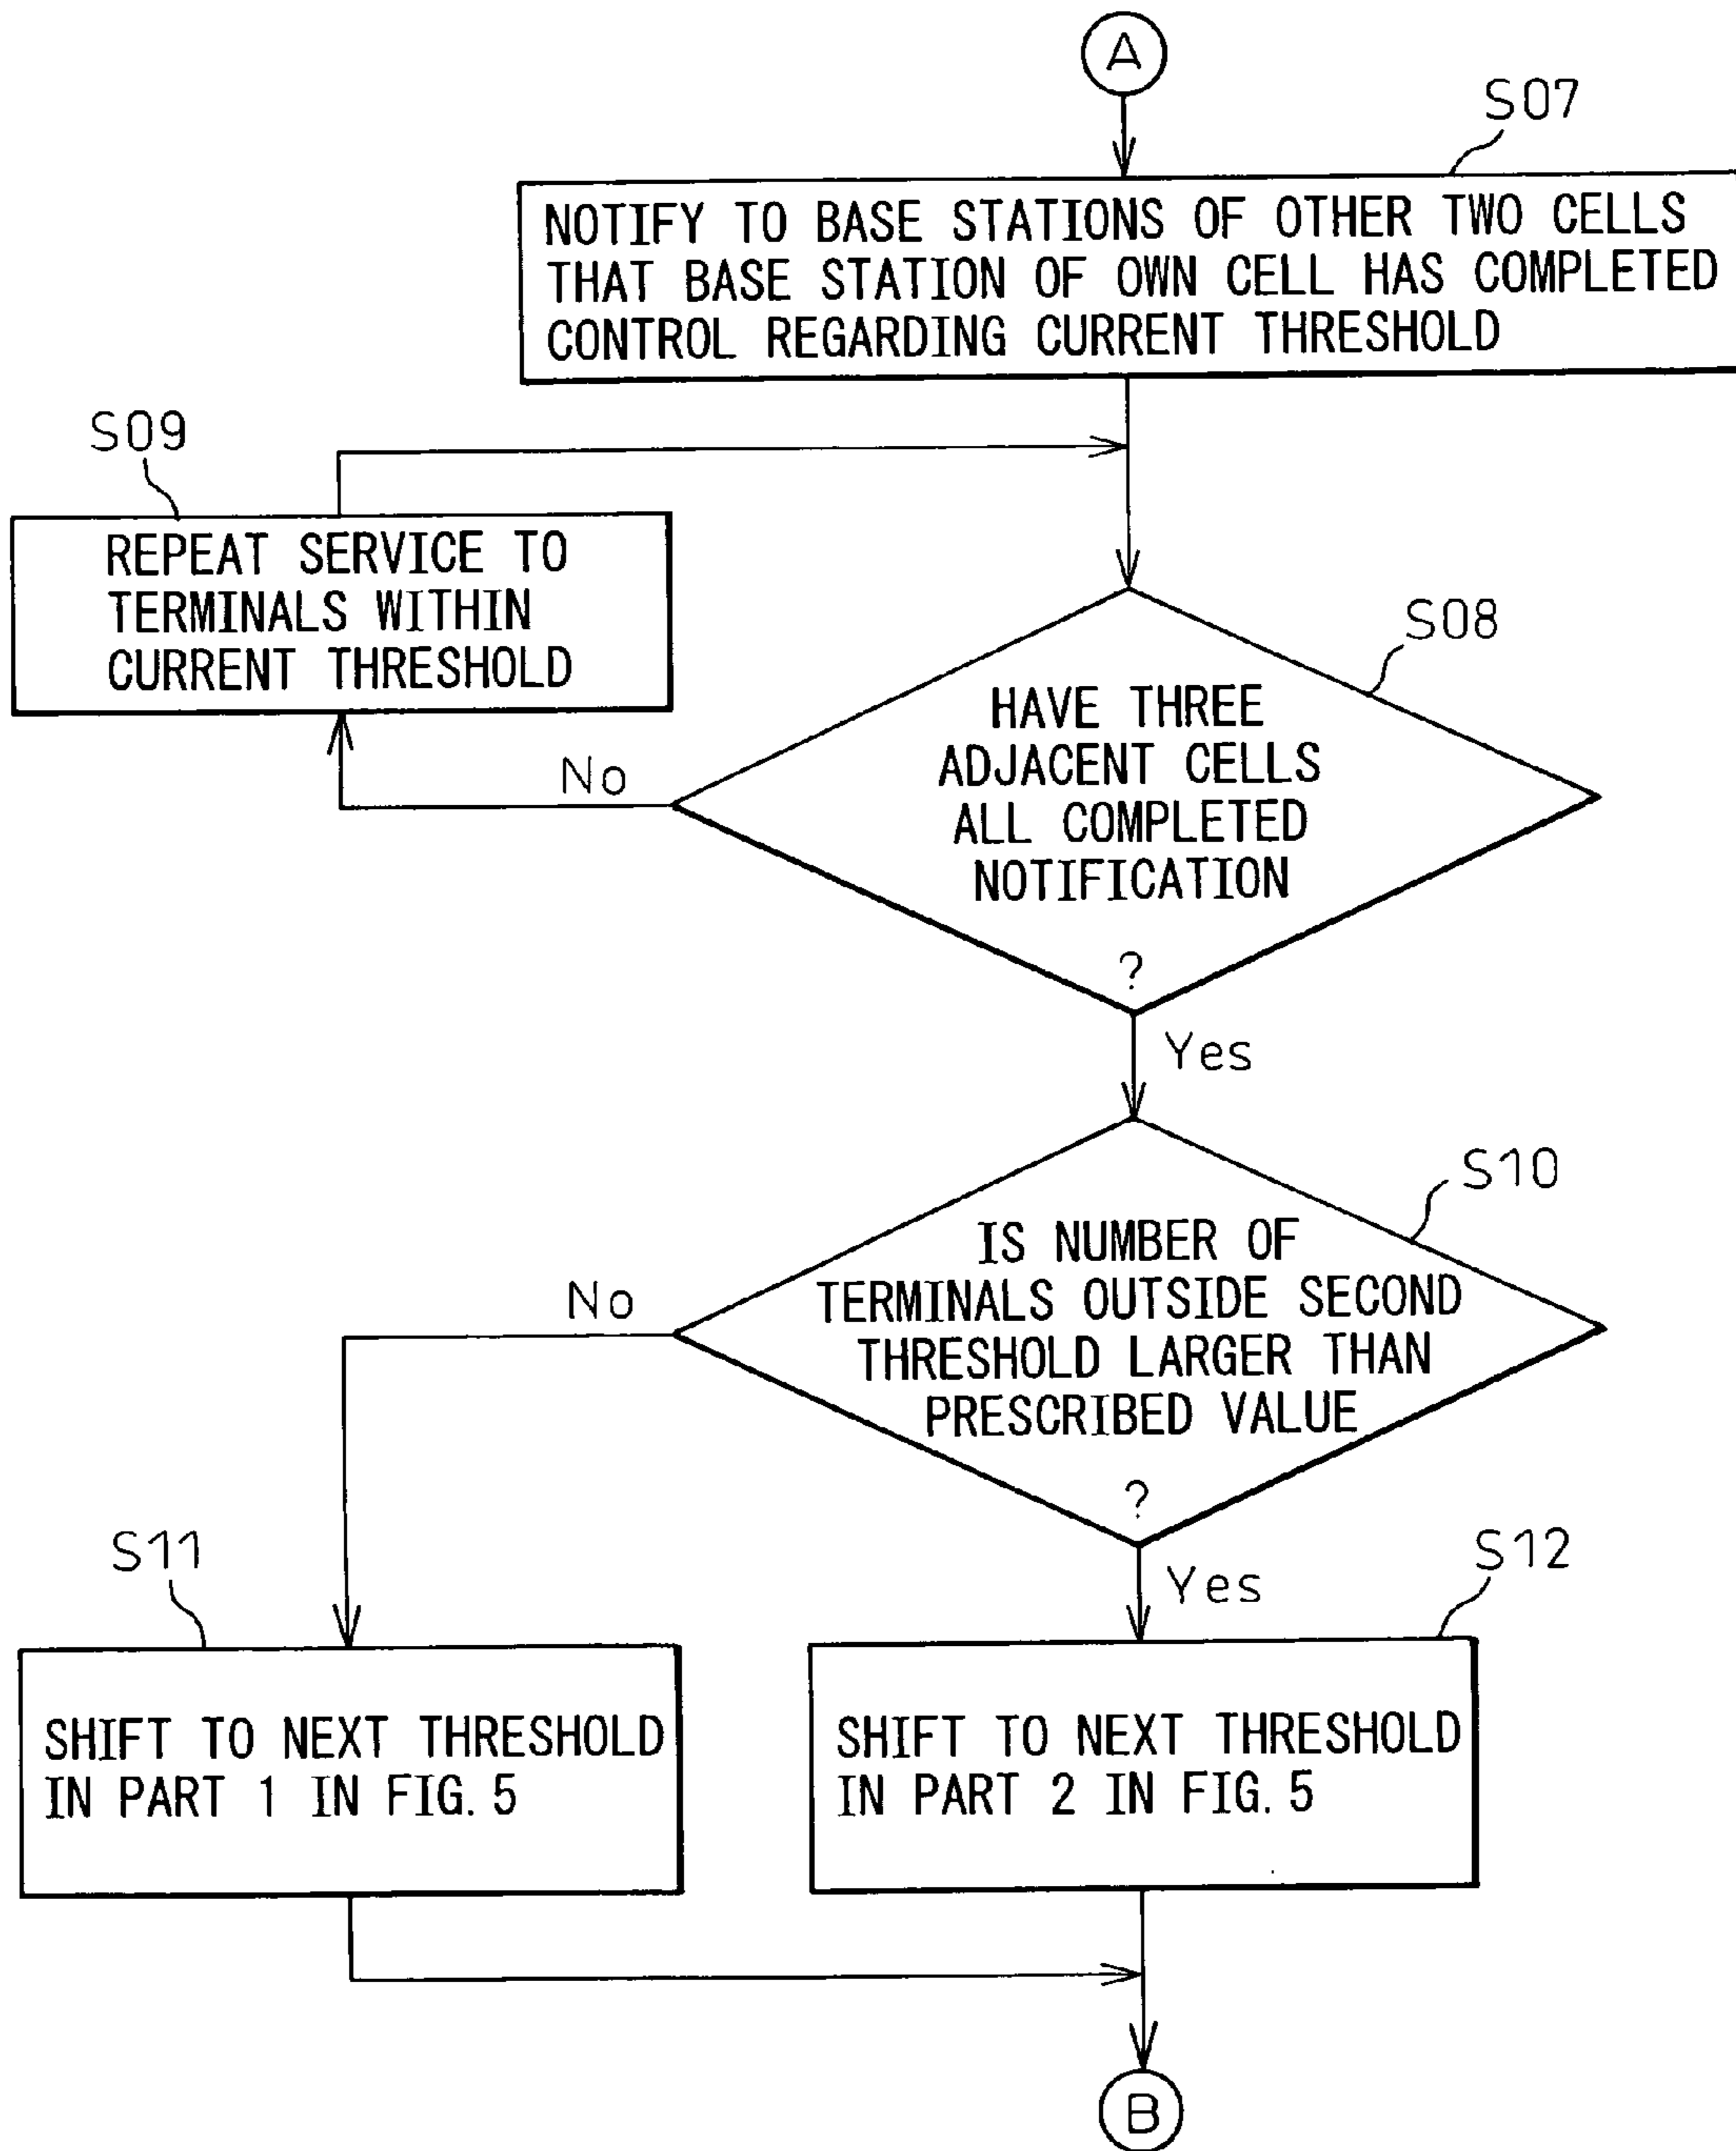 A
S07
NOTIFY TO BASE STATIONS OF OTHER TWO CELLS
THAT BASE STATION OF OWN CELL HAS COMPLETED
CONTROL REGARDING CURRENT THRESHOLD
S09
REPEAT SERVICE TO
TERMINALS WITHIN
CURRENT THRESHOLD
S08
HAVE THREE
ADJACENT CELLS
ALL COMPLETED
NOTIFICATION
?
No
Yes
S10
IS NUMBER OF
TERMINALS OUTSIDE SECOND
THRESHOLD LARGER THAN
PRESCRIBED VALUE
?
No
Yes
S11
SHIFT TO NEXT THRESHOLD
IN PART 1 IN FIG. 5
S12
SHIFT TO NEXT THRESHOLD
IN PART 2 IN FIG. 5
B